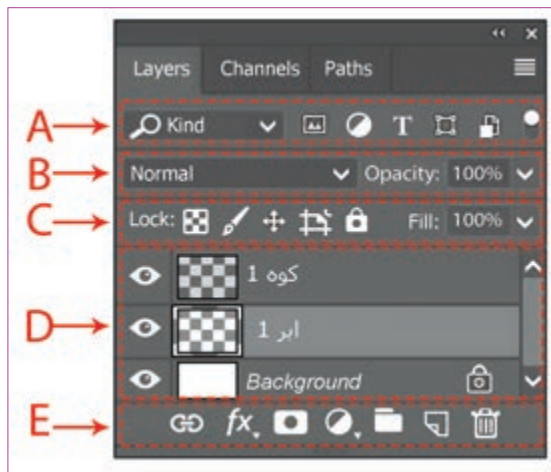 Layers Channels Paths
A Kind T
B Normal Opacity: 100%
C Lock: Fill: 100%
کوه 1
D ابر 1
Background
E fx